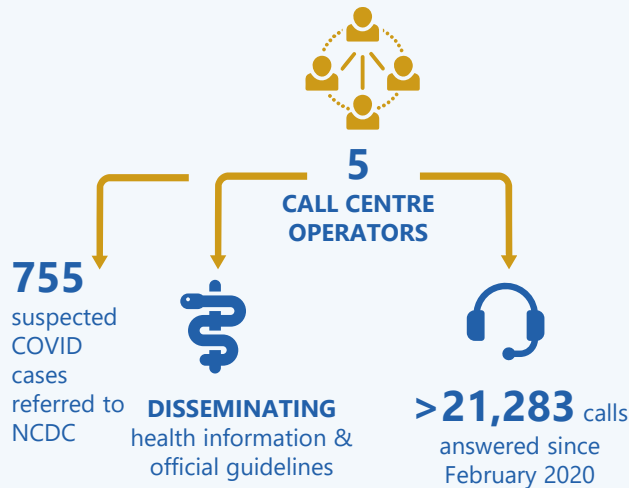 5
CALL CENTRE
OPERATORS
755
suspected
COVID
cases
referred to
NCDC
DISSEMINATING
health information &
official guidelines
>21,283 calls
answered since
February 2020